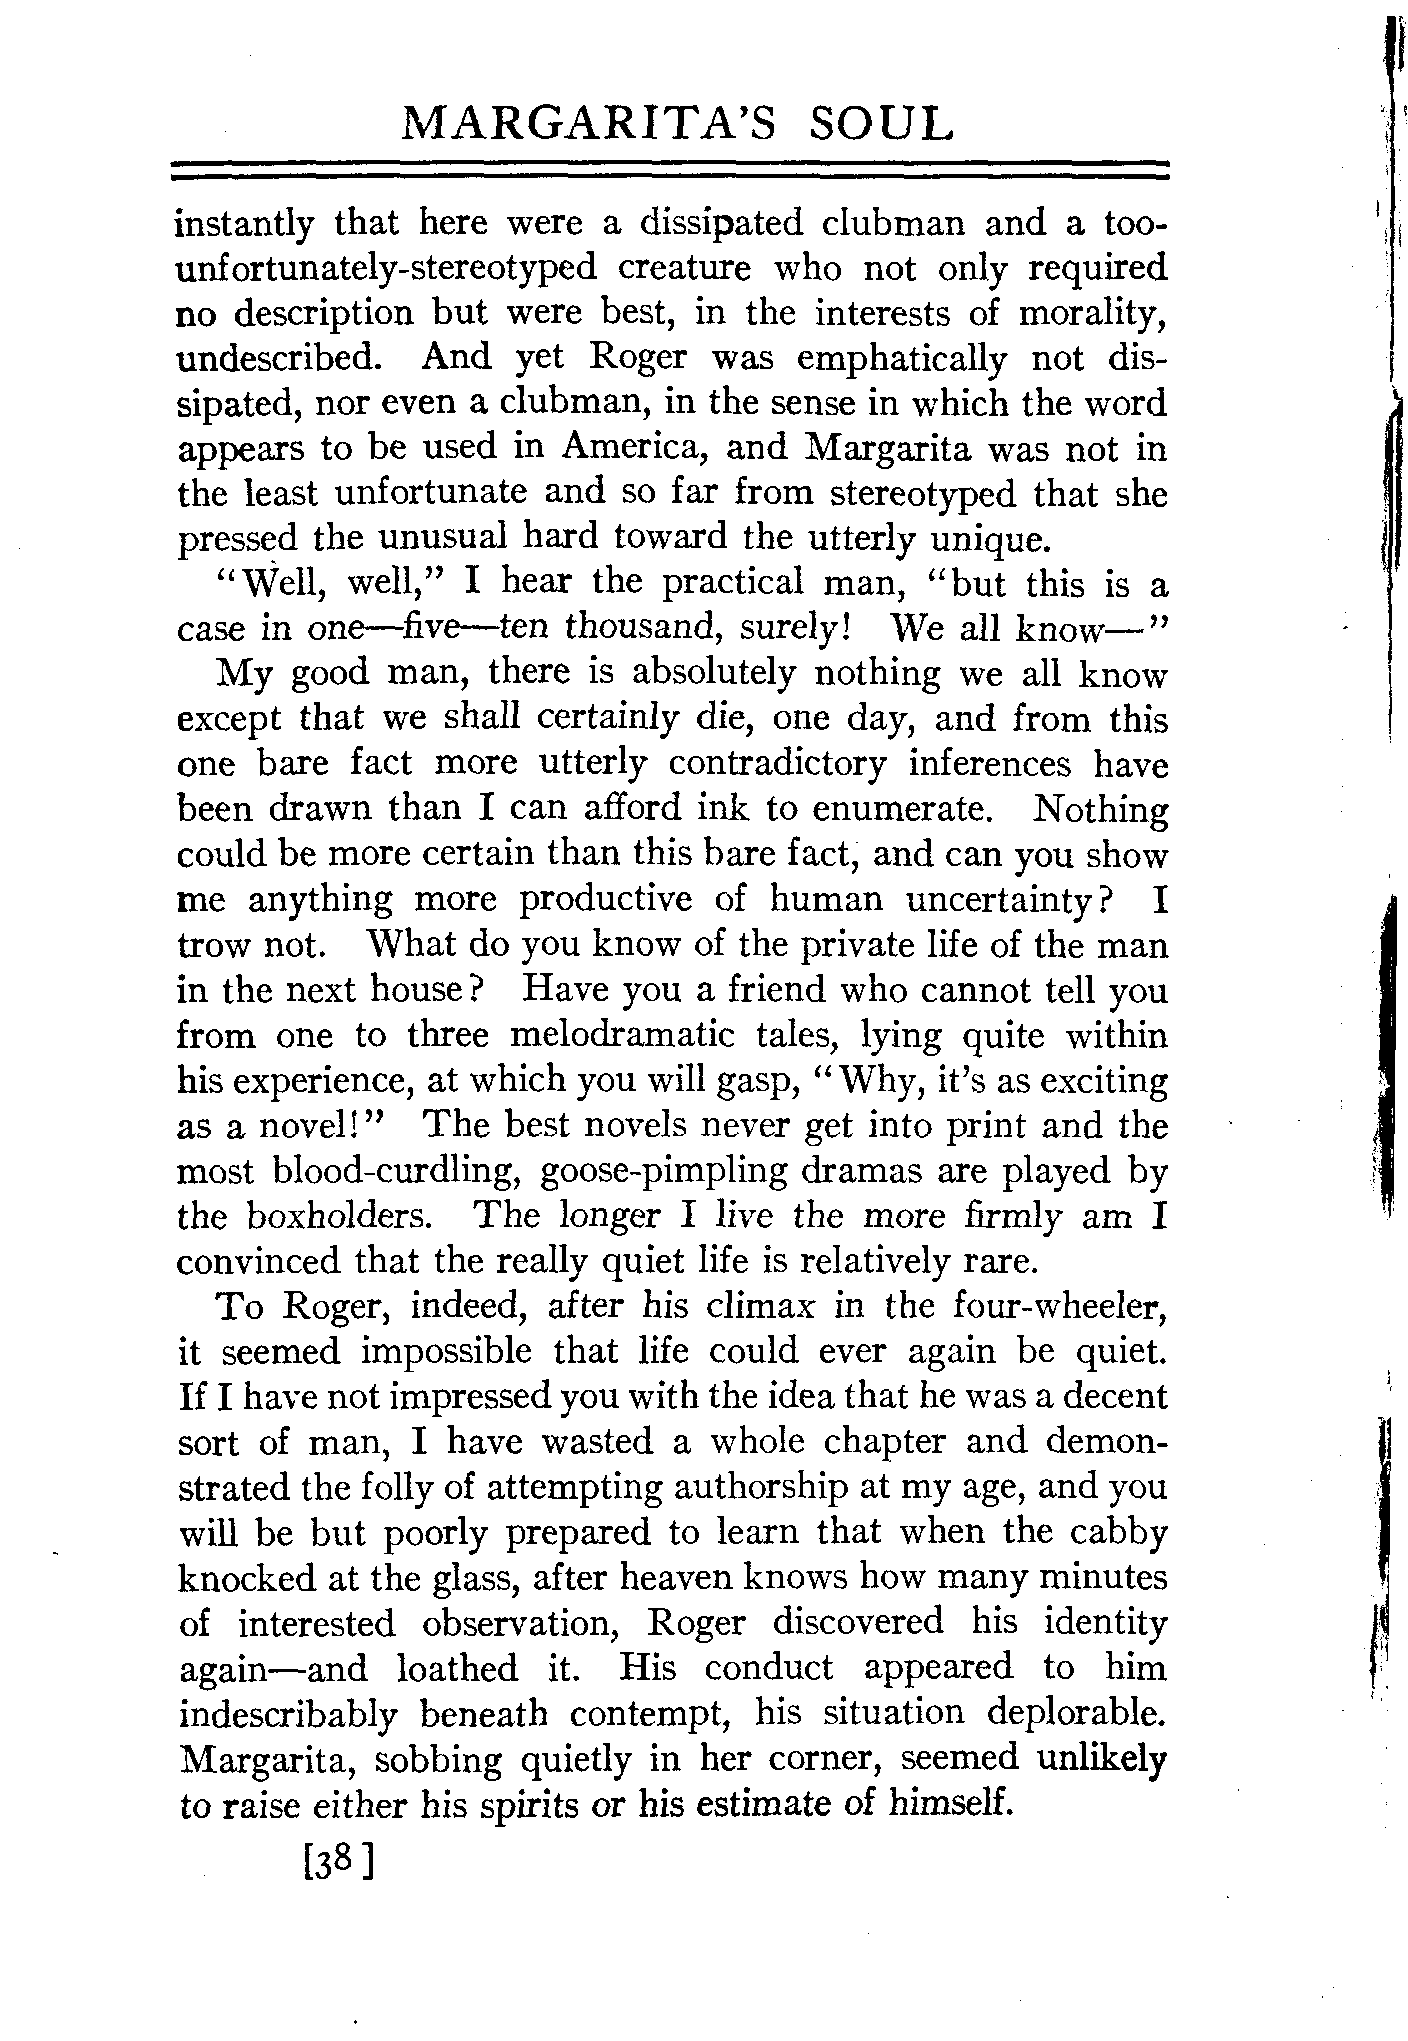 MARGARITA'S SOUL
instantly that here were a dissipated clubman and a too-
unfortunately-stereotyped creature who not only required
no description but were best, in the interests of morality,
undescribed. And yet Roger was emphatically not dis-
sipated, nor even a clubman, in the sense in which the word
appears to be used in America, and Margarita was not in
the least unfortunate and so far from stereotyped that she
pressed the unusual hard toward the utterly unique.
"Well, well," I hear the practical man, "but this is a
case in one—five—ten thousand, surely! We all know—"
My good man, there is absolutely nothing we all know
except that we shall certainly die, one day, and from this
one bare fact more utterly contradictory inferences have
been drawn than I can afford ink to enumerate. Nothing
could be more certain than this bare fact, and can you show
me anything more productive of human uncertainty? I
trow not. What do you know of the private life of the man
in the next house? Have you a friend who cannot tell you
from one to three melodramatic tales, lying quite within
his experience, at which you will gasp, "Why, it's as exciting
as a novel!" The best novels never get into print and the
most blood-curdling, goose-pimpling dramas are played by
the boxholders. The longer I live the more firmly am I
convinced that the really quiet life is relatively rare.
To Roger, indeed, after his climax in the four-wheeler,
it seemed impossible that life could ever again be quiet.
If I have not impressed you with the idea that he was a decent
sort of man, I have wasted a whole chapter and demon-
strated the folly of attempting authorship at my age, and you
will be but poorly prepared to learn that when the cabby
knocked at the glass, after heaven knows how many minutes
of interested observation, Roger discovered his identity
again—and loathed it. His conduct appeared to him
indescribably beneath contempt, his situation deplorable.
Margarita, sobbing quietly in her corner, seemed unlikely
to raise either his spirits or his estimate of himself.
[38]